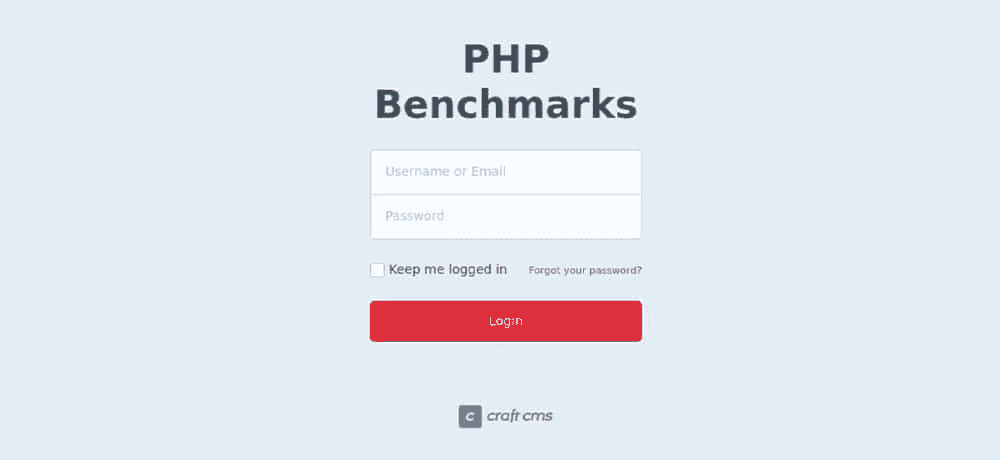 PHP
Benchmarks
Username or Email
Password
Keep me logged in Forgot your password?
Login
c craft cms